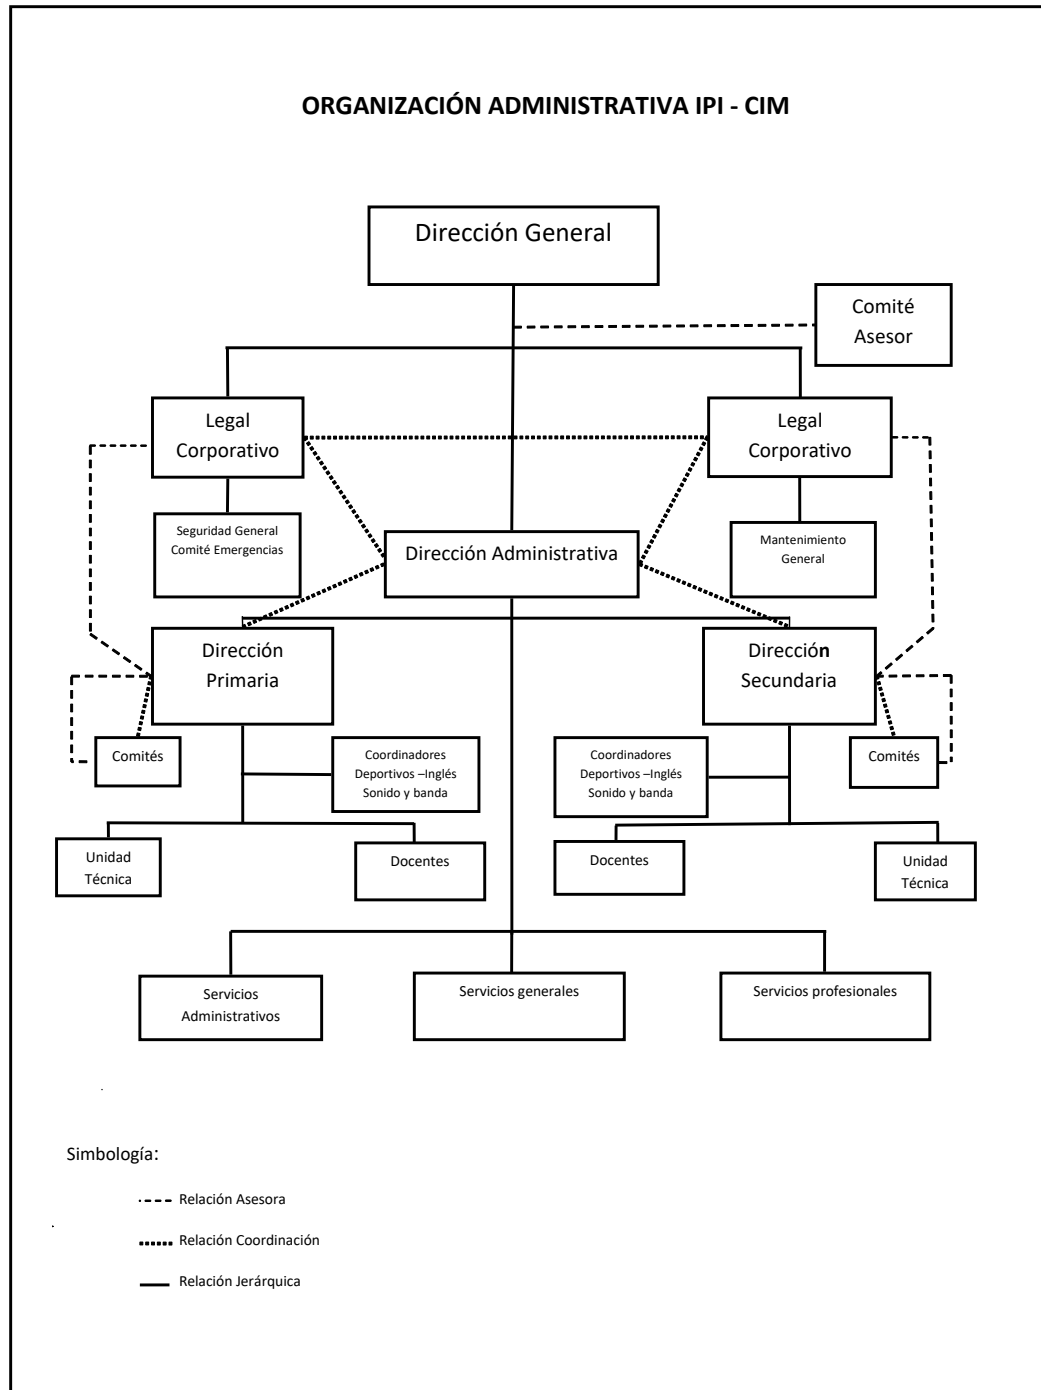 ORGANIZACIÓN ADMINISTRATIVA IPI - CIM
Dirección General
Comité
Asesor
Legal
Corporativo
Legal
Corporativo
Seguridad General
Comité Emergencias
Dirección Administrativa
Mantenimiento
General
Dirección
Primaria
Dirección
Secundaria
Comités
Coordinadores
Deportivos –Inglés
Sonido y banda
Coordinadores
Deportivos –Inglés
Sonido y banda
Comités
Unidad
Técnica
Docentes
Docentes
Unidad
Técnica
Servicios
Administrativos
Servicios generales
Servicios profesionales
Simbología:
Relación Asesora
Relación Coordinación
Relación Jerárquica